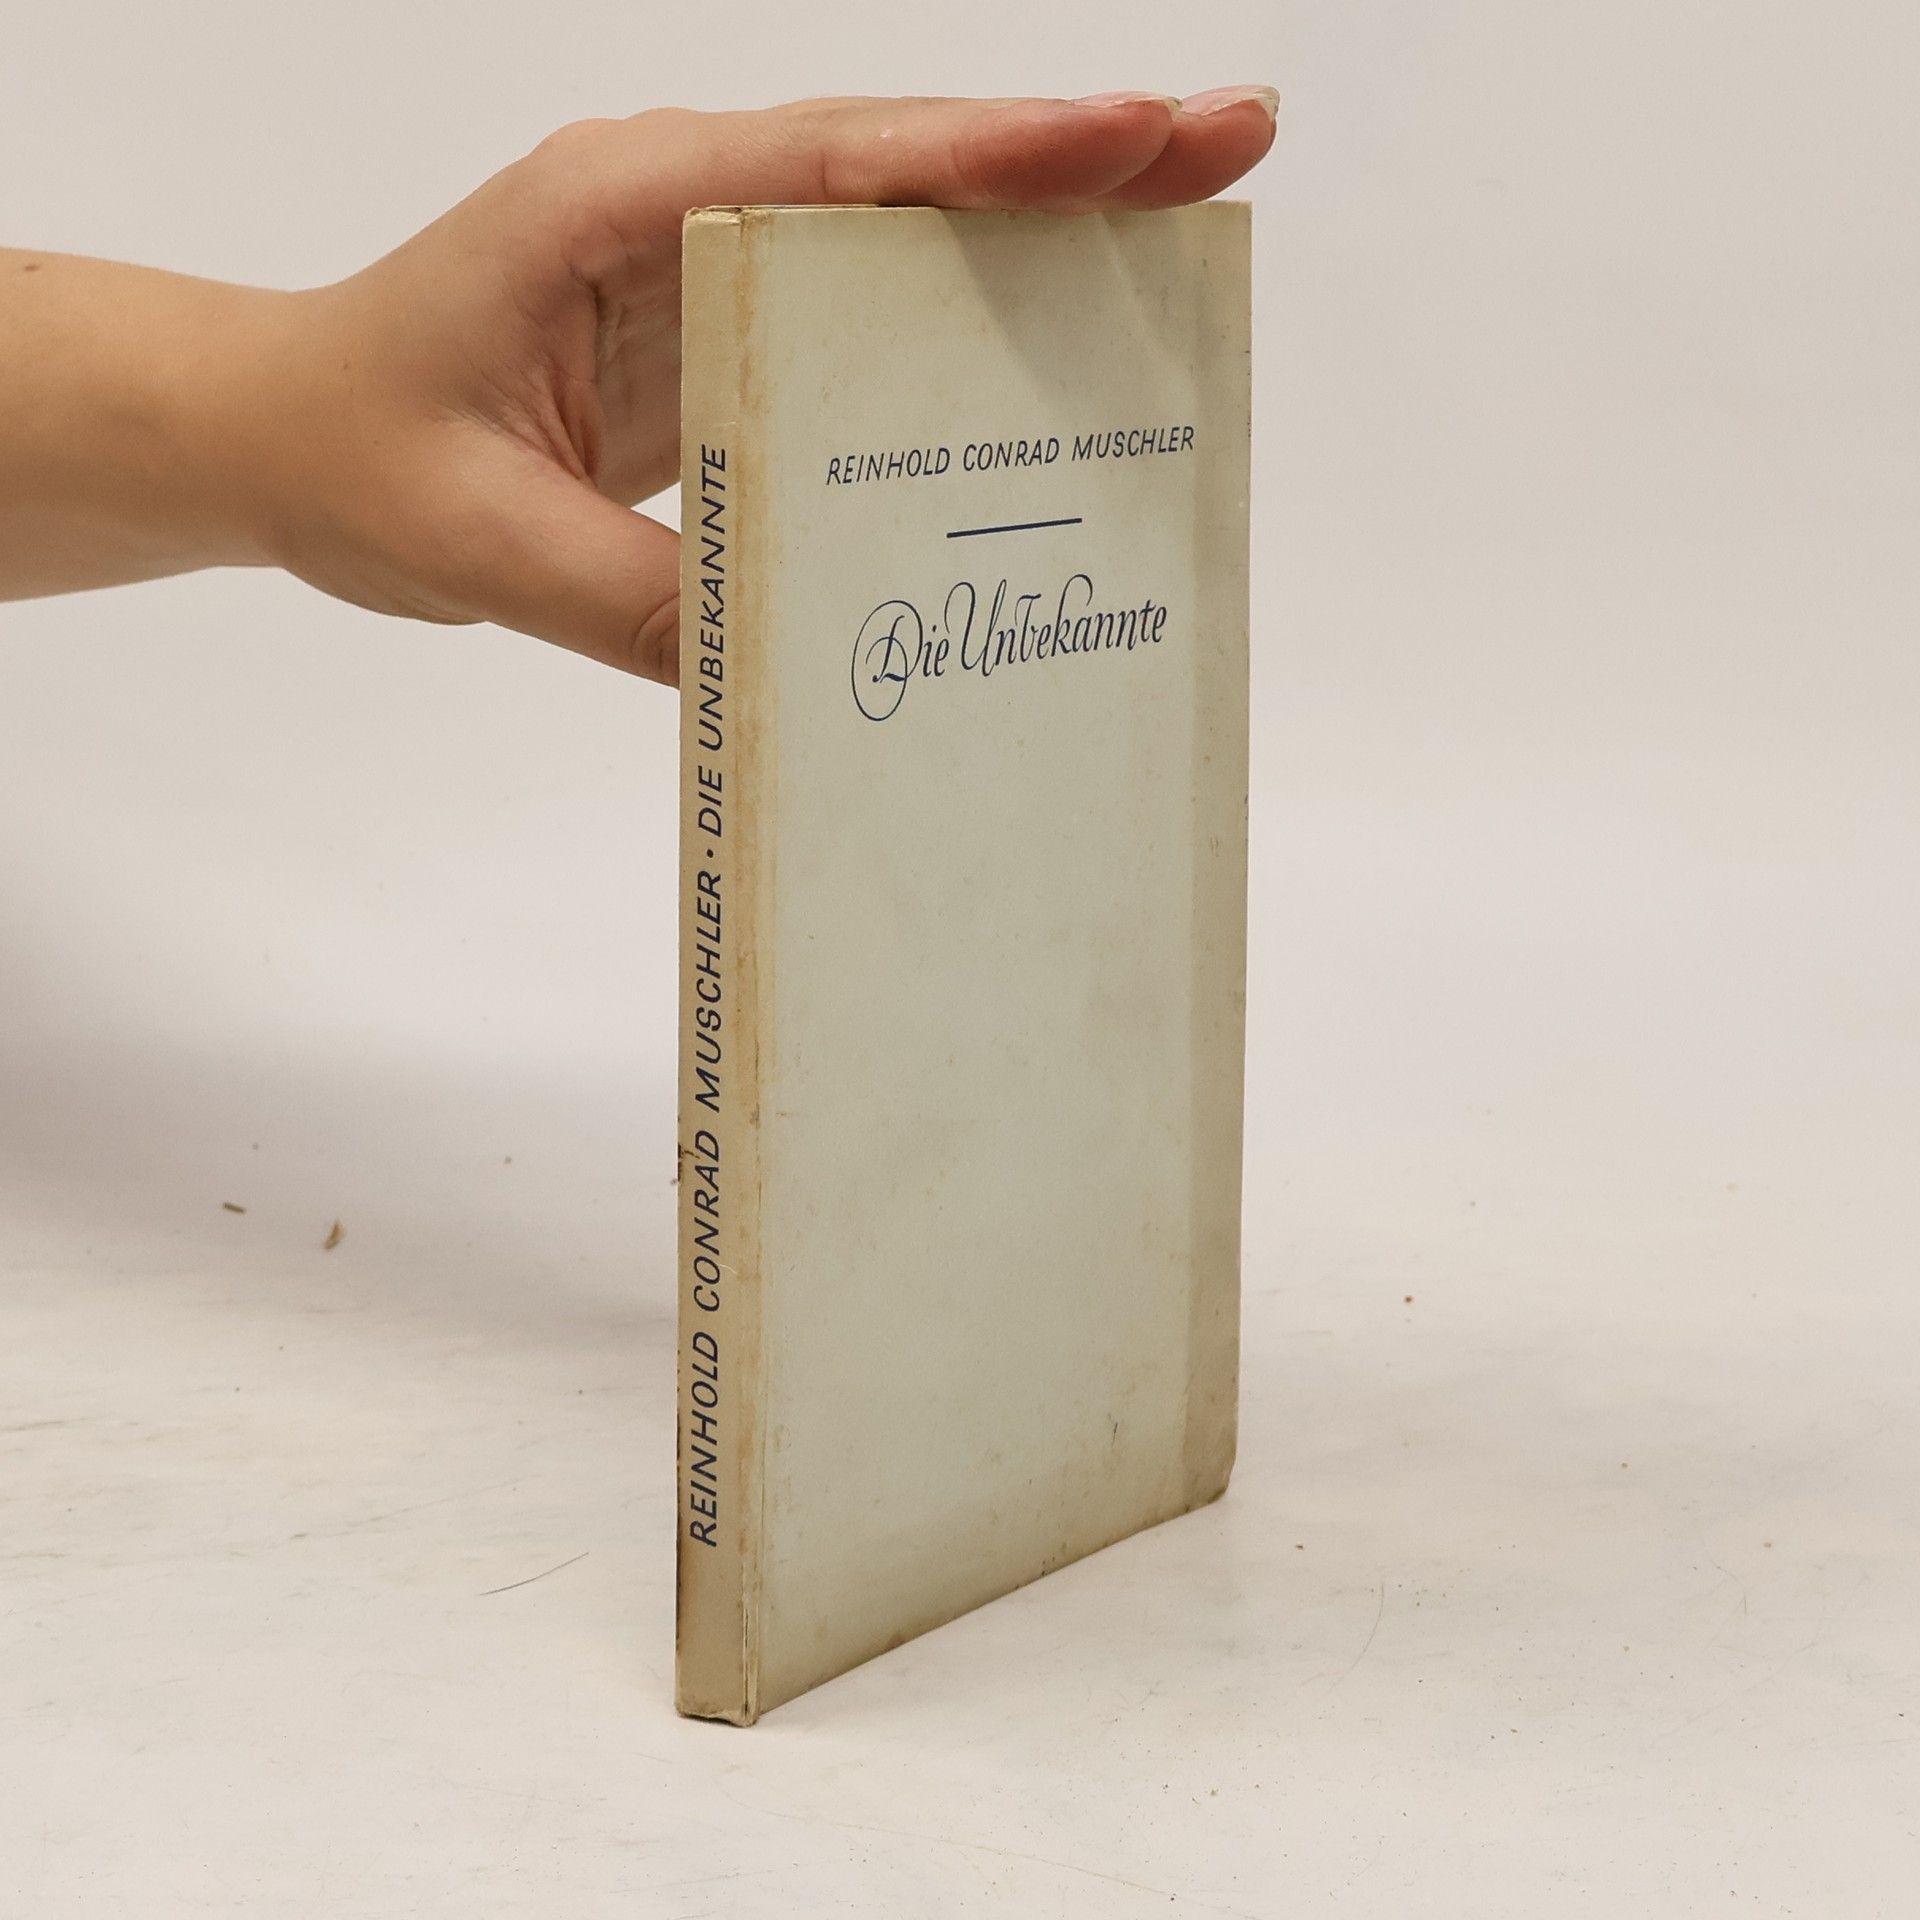 REINHOLD CONRAD MUSCHLER
Die Unbekannte
REINHOLD CONRAD MUSCHLER · DIE UNBEKANNTE